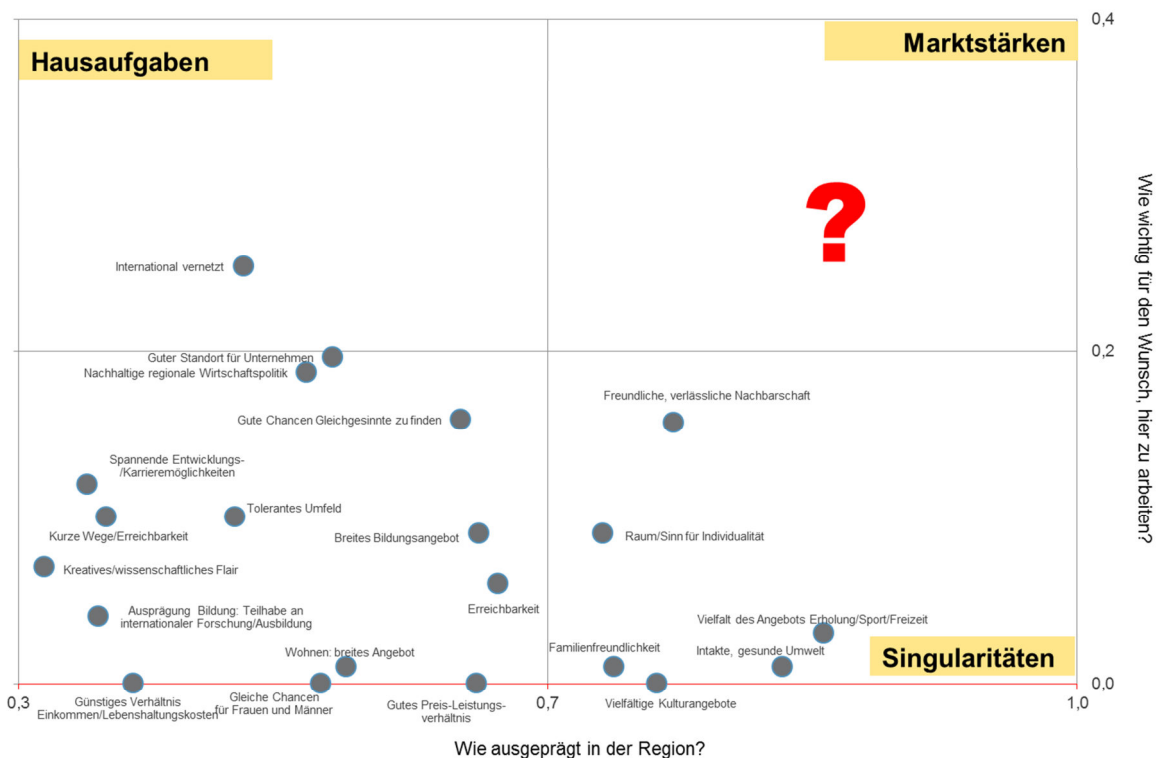 0,4
Hausaufgaben
Marktstärken
?
Wie wichtig für den Wunsch, hier zu arbeiten?
International vernetzt
0,2
Guter Standort für Unternehmen
Nachhaltige regionale Wirtschaftspolitik
Freundliche, verlässliche Nachbarschaft
Gute Chancen Gleichgesinnte zu finden
Spannende Entwicklungs-
/Karrieremöglichkeiten
Tolerantes Umfeld
Kurze Wege/Erreichbarkeit
Breites Bildungsangebot
Raum/Sinn für Individualität
Kreatives/wissenschaftliches Flair
Ausprägung Bildung: Teilhabe an
internationaler Forschung/Ausbildung
Erreichbarkeit
Vielfalt des Angebots Erholung/Sport/Freizeit
Wohnen: breites Angebot
Familienfreundlichkeit
Intakte, gesunde Umwelt
Singularitäten
0,3
Günstiges Verhältnis
Einkommen/Lebenshaltungskosten
Gleiche Chancen
für Frauen und Männer
Gutes Preis-Leistungs-
verhältnis
0,7
Vielfältige Kulturangebote
1,0
0,0
Wie ausgeprägt in der Region?